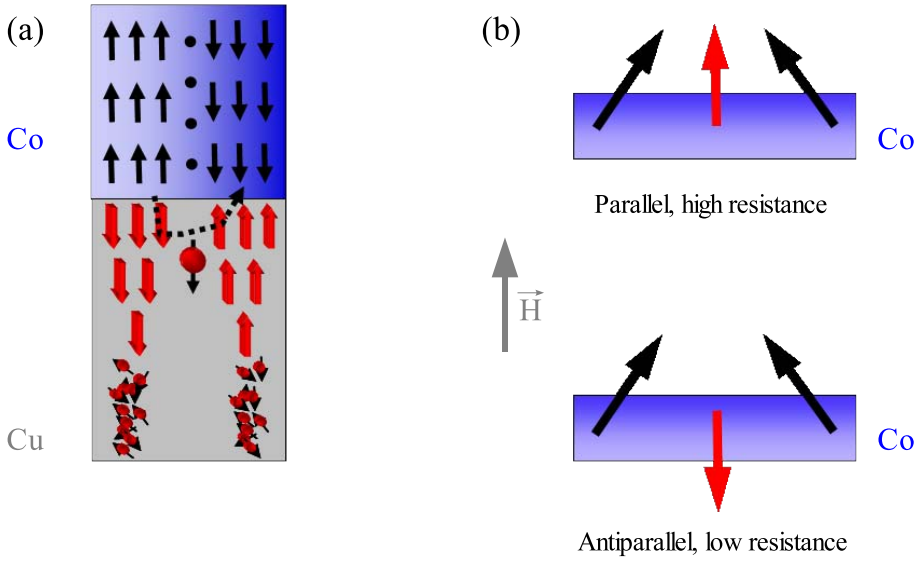 (a)
(b)
Co
Co
Parallel, high resistance
H
Cu
Co
Antiparallel, low resistance